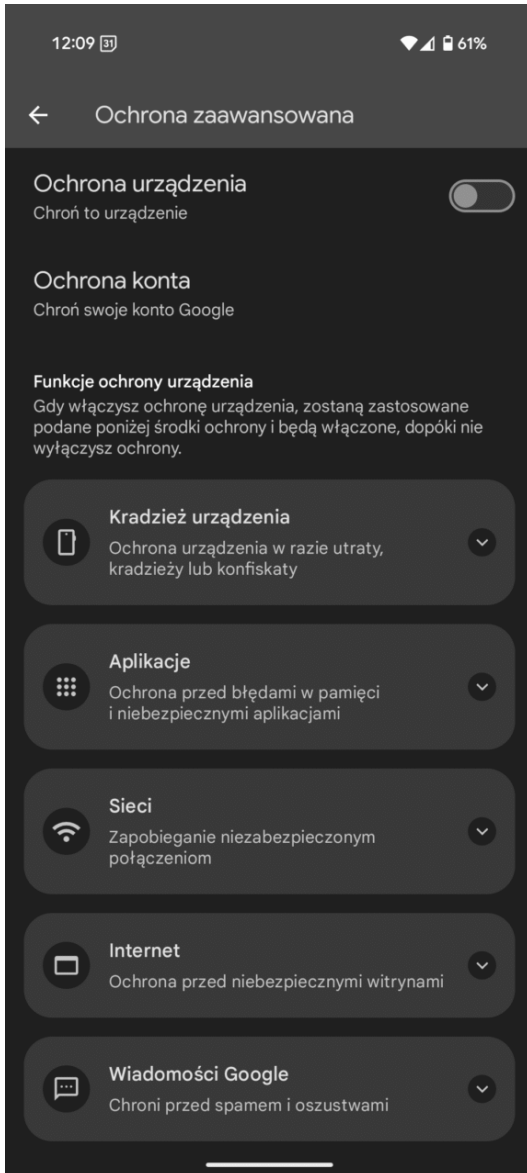 12:09 31 61%
Ochrona zaawansowana
Ochrona urządzenia
Chroń to urządzenie
Ochrona konta
Chroń swoje konto Google
Funkcje ochrony urządzenia
Gdy włączysz ochronę urządzenia, zostaną zastosowane
podane poniżej środki ochrony i będą włączone, dopóki nie
wyłączysz ochrony.
Kradzież urządzenia
Ochrona urządzenia w razie utraty,
kradzieży lub konfiskaty
Aplikacje
Ochrona przed błędami w pamięci
i niebezpiecznymi aplikacjami
Sieci
Zapobieganie niezabezpieczonym
połączeniom
Internet
Ochrona przed niebezpiecznymi witrynami
Wiadomości Google
Chroni przed spamem i oszustwami